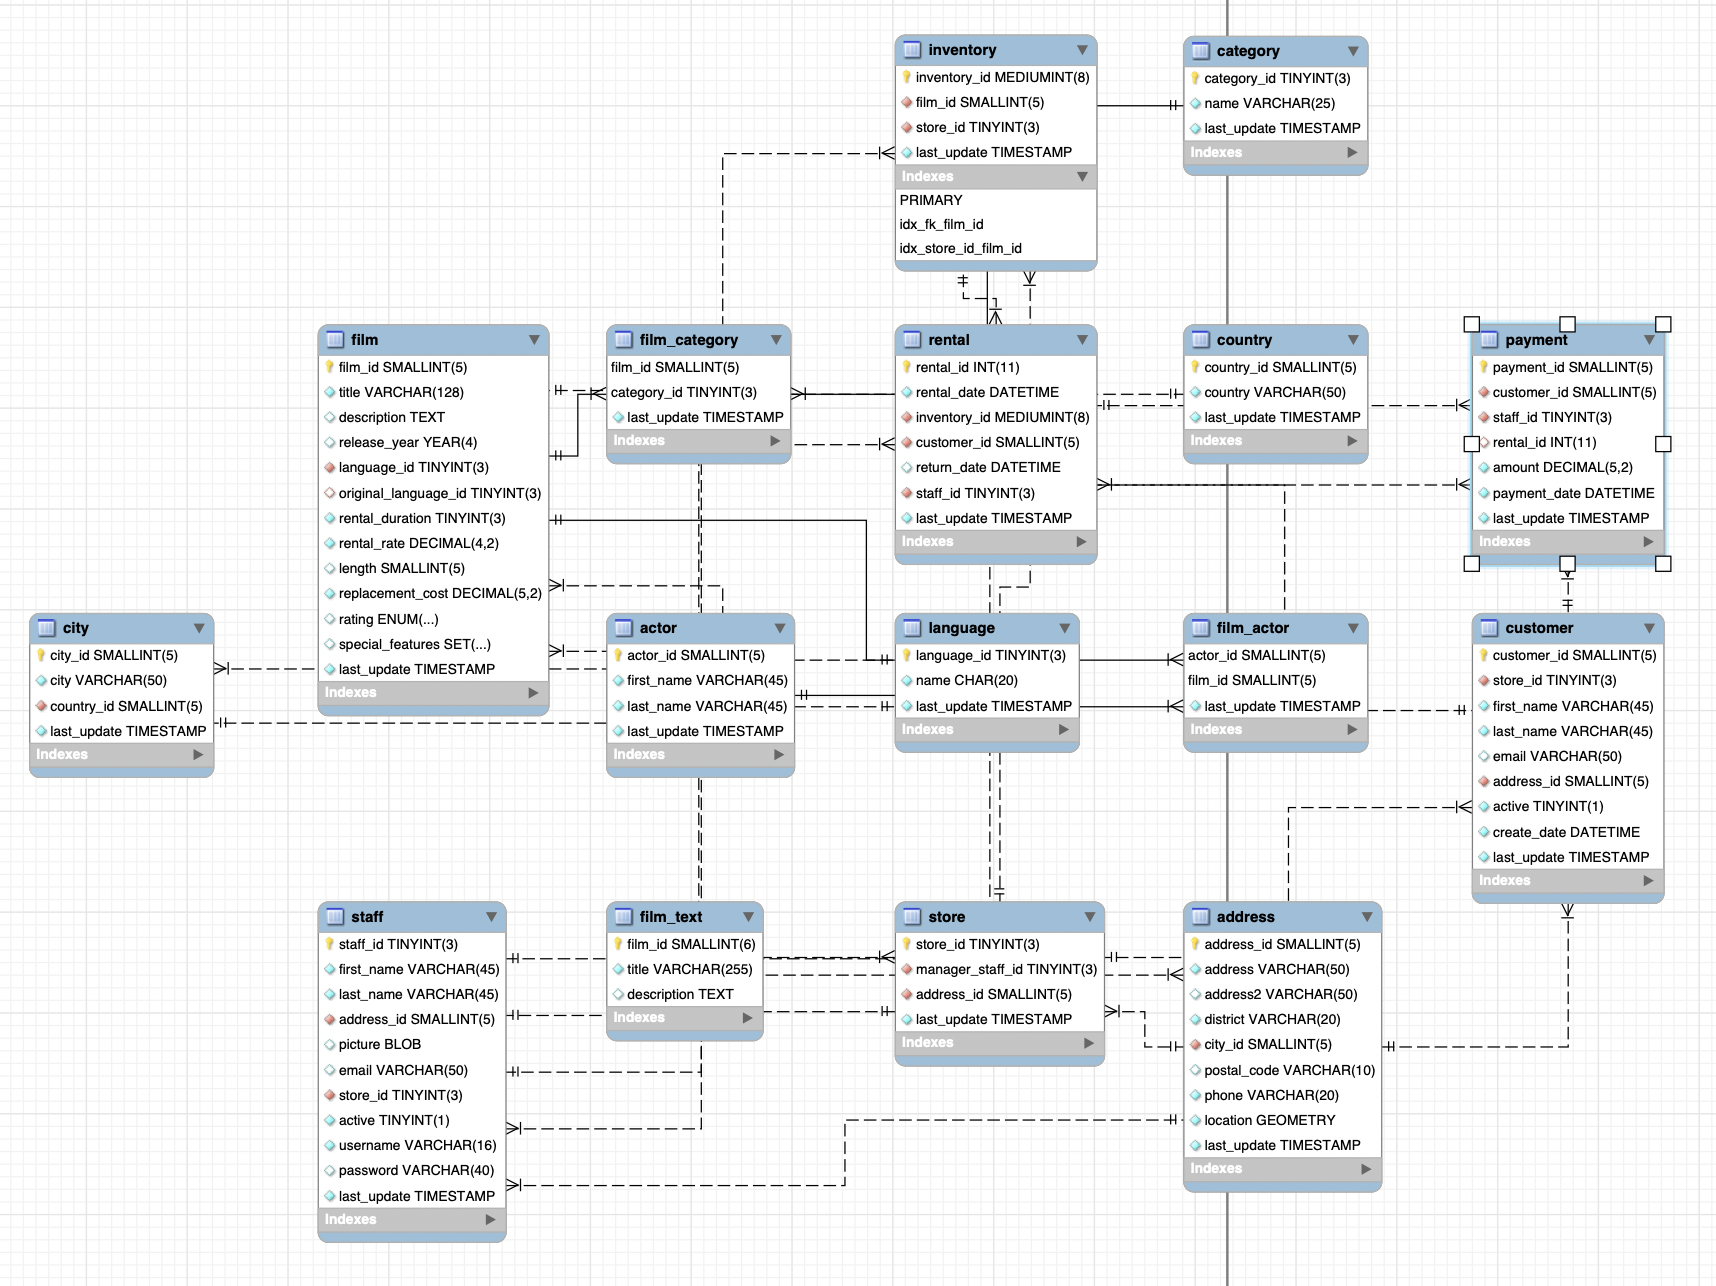 inventory
inventory_id MEDIUMINT(8)
film_id SMALLINT(5)
store_id TINYINT(3)
last_update TIMESTAMP
Indexes
PRIMARY
idx_fk_film_id
idx_store_id_film_id
category
category_id TINYINT(3)
name VARCHAR(25)
last_update TIMESTAMP
Indexes
film
film_id SMALLINT(5)
title VARCHAR(128)
description TEXT
release_year YEAR(4)
language_id TINYINT(3)
original_language_id TINYINT(3)
rental_duration TINYINT(3)
rental_rate DECIMAL(4,2)
length SMALLINT(5)
replacement_cost DECIMAL(5,2)
rating ENUM(...)
special_features SET(...)
last_update TIMESTAMP
Indexes
film_category
film_id SMALLINT(5)
category_id TINYINT(3)
last_update TIMESTAMP
Indexes
rental
rental_id INT(11)
rental_date DATETIME
inventory_id MEDIUMINT(8)
customer_id SMALLINT(5)
return_date DATETIME
staff_id TINYINT(3)
last_update TIMESTAMP
Indexes
country
country_id SMALLINT(5)
country VARCHAR(50)
last_update TIMESTAMP
Indexes
payment
payment_id SMALLINT(5)
customer_id SMALLINT(5)
staff_id TINYINT(3)
rental_id INT(11)
amount DECIMAL(5,2)
payment_date DATETIME
last_update TIMESTAMP
Indexes
city
city_id SMALLINT(5)
city VARCHAR(50)
country_id SMALLINT(5)
last_update TIMESTAMP
Indexes
actor
actor_id SMALLINT(5)
first_name VARCHAR(45)
last_name VARCHAR(45)
last_update TIMESTAMP
Indexes
language
language_id TINYINT(3)
name CHAR(20)
last_update TIMESTAMP
Indexes
film_actor
actor_id SMALLINT(5)
film_id SMALLINT(5)
last_update TIMESTAMP
Indexes
customer
customer_id SMALLINT(5)
store_id TINYINT(3)
first_name VARCHAR(45)
last_name VARCHAR(45)
email VARCHAR(50)
address_id SMALLINT(5)
active TINYINT(1)
create_date DATETIME
last_update TIMESTAMP
Indexes
staff
staff_id TINYINT(3)
first_name VARCHAR(45)
last_name VARCHAR(45)
address_id SMALLINT(5)
picture BLOB
email VARCHAR(50)
store_id TINYINT(3)
active TINYINT(1)
username VARCHAR(16)
password VARCHAR(40)
last_update TIMESTAMP
Indexes
film_text
film_id SMALLINT(6)
title VARCHAR(255)
description TEXT
Indexes
store
store_id TINYINT(3)
manager_staff_id TINYINT(3)
address_id SMALLINT(5)
last_update TIMESTAMP
Indexes
address
address_id SMALLINT(5)
address VARCHAR(50)
address2 VARCHAR(50)
district VARCHAR(20)
city_id SMALLINT(5)
postal_code VARCHAR(10)
phone VARCHAR(20)
location GEOMETRY
last_update TIMESTAMP
Indexes